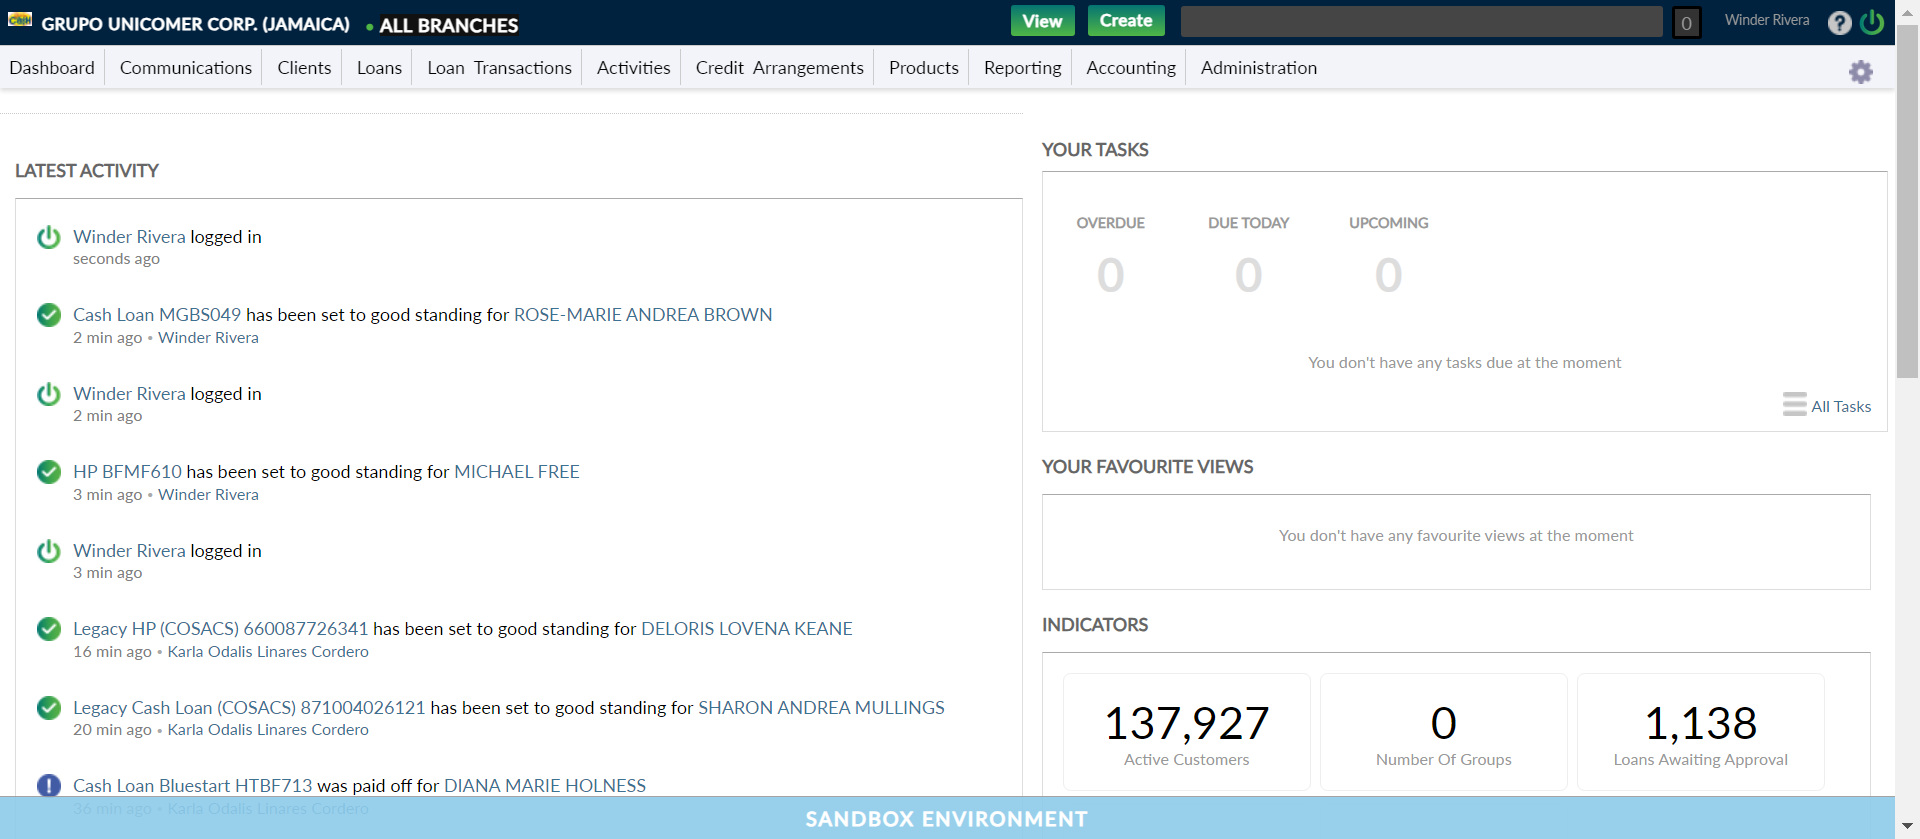 Cash GRUPO UNICOMER CORP. (JAMAICA) • ALL BRANCHES View Create 0 Winder Rivera ?
Dashboard Communications Clients Loans Loan Transactions Activities Credit Arrangements Products Reporting Accounting Administration
LATEST ACTIVITY
Winder Rivera logged in
seconds ago
Cash Loan MGBS049 has been set to good standing for ROSE-MARIE ANDREA BROWN
2 min ago • Winder Rivera
Winder Rivera logged in
2 min ago
HP BFMF610 has been set to good standing for MICHAEL FREE
3 min ago • Winder Rivera
Winder Rivera logged in
3 min ago
Legacy HP (COSACS) 660087726341 has been set to good standing for DELORIS LOVENA KEANE
16 min ago • Karla Odalis Linares Cordero
Legacy Cash Loan (COSACS) 871004026121 has been set to good standing for SHARON ANDREA MULLINGS
20 min ago • Karla Odalis Linares Cordero
Cash Loan Bluestart HTBF713 was paid off for DIANA MARIE HOLNESS
36 min ago • Karla Odalis Linares Cordero
YOUR TASKS
OVERDUE DUE TODAY UPCOMING
0 0 0
You don't have any tasks due at the moment
All Tasks
YOUR FAVOURITE VIEWS
You don't have any favourite views at the moment
INDICATORS
137,927 0 1,138
Active Customers Number Of Groups Loans Awaiting Approval
SANDBOX ENVIRONMENT